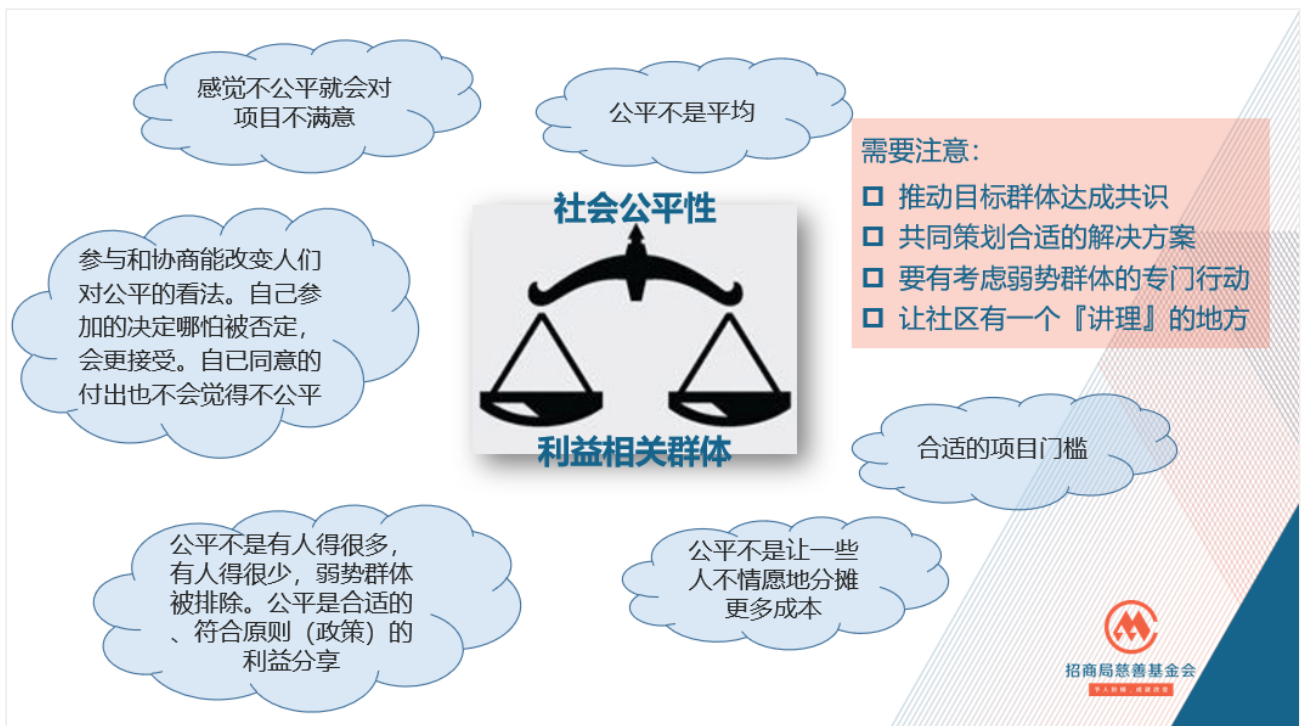 感觉不公平就会对
项目不满意
公平不是平均
需要注意：
推动目标群体达成共识
共同策划合适的解决方案
要有考虑弱势群体的专门行动
让社区有一个『讲理』的地方
社会公平性
参与和协商能改变人们
对公平的看法。自己参
加的决定哪怕被否定，
会更接受。自已同意的
付出也不会觉得不公平
利益相关群体
合适的项目门槛
公平不是有人得很多，
有人得很少，弱势群体
被排除。公平是合适的
、符合原则（政策）的
利益分享
公平不是让一些
人不情愿地分摊
更多成本
招商局慈善基金会